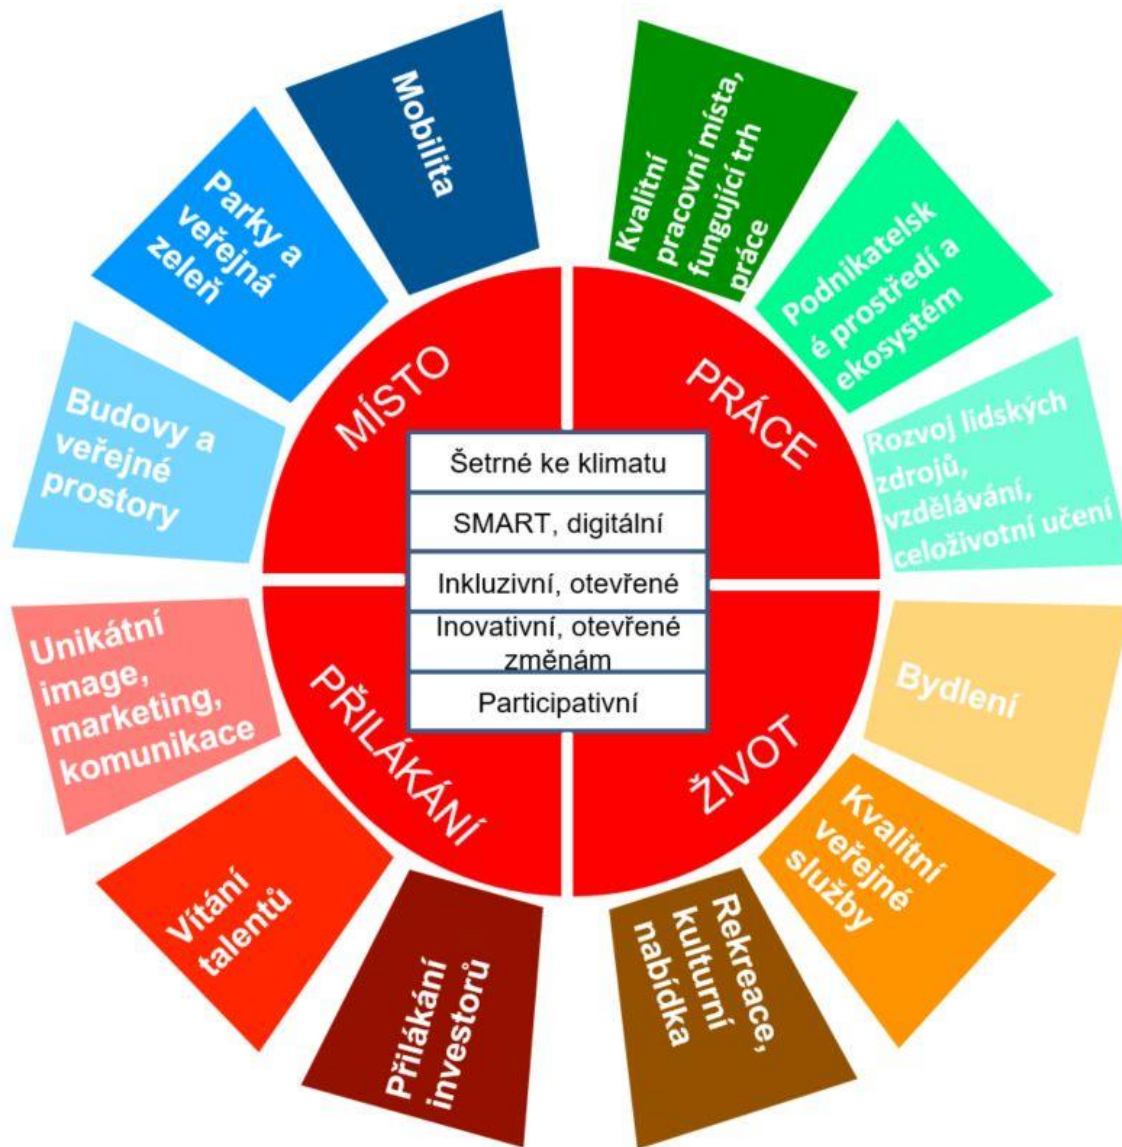 Mobilita
Kvalitní
pracovní místa,
fungující trh
práce
Parky a
veřejná
zeleň
Podnikatelsk
é prostředí a
ekosystém
Budovy a
veřejné
prostory
Rozvoj lidských
zdrojů,
vzdělávání,
celoživotní učení
MÍSTO
PRÁCE
Šetrné ke klimatu
SMART, digitální
Inkluzivní, otevřené
Inovativní, otevřené
změnám
Participativní
PŘILÁKÁNÍ
ŽIVOT
Unikátní
image,
marketing,
komunikace
Bydlení
Vítání
talentů
Kvalitní
veřejné
služby
Přilákání
investorů
Rekreace,
kulturní
nabídka